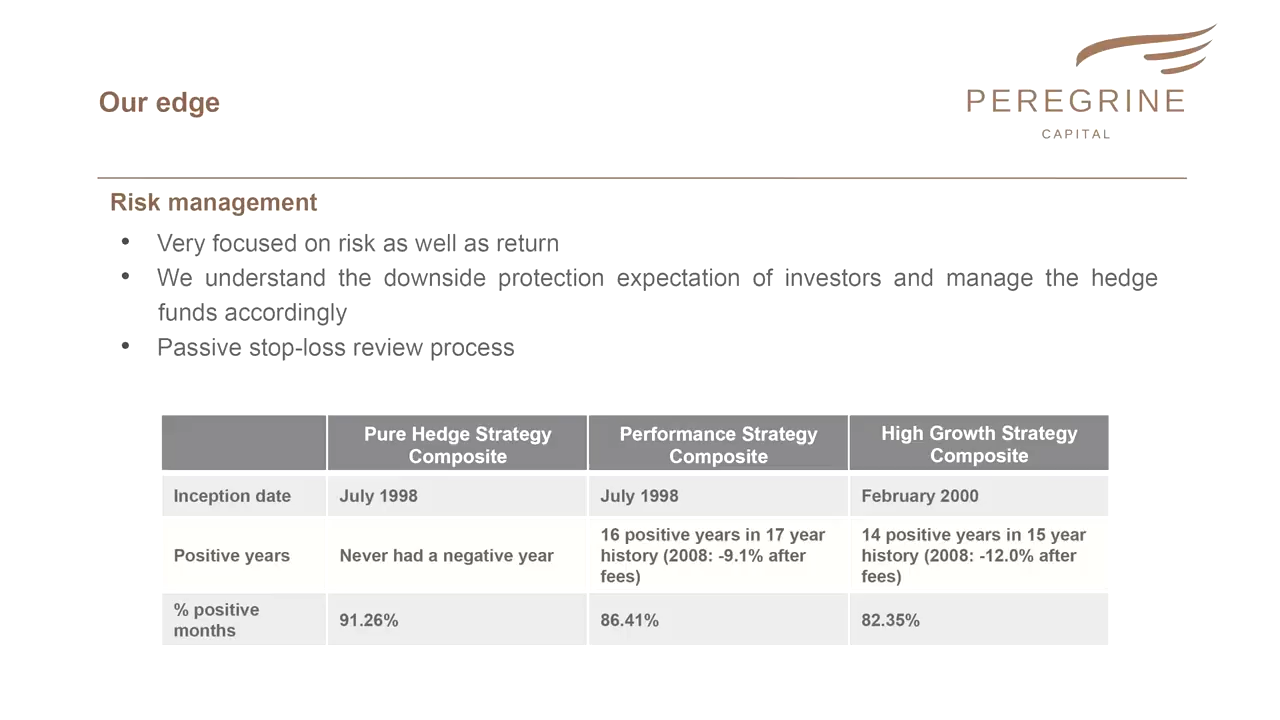 Our edge
PEREGRINE
CAPITAL
Risk management
• Very focused on risk as well as return
• We understand the downside protection expectation of investors and manage the hedge
funds accordingly
• Passive stop-loss review process
Pure Hedge Strategy
Composite
Performance Strategy
Composite
High Growth Strategy
Composite
Inception date
July 1998
July 1998
February 2000
Positive years
Never had a negative year
16 positive years in 17 year
history (2008: -9.1% after
fees)
14 positive years in 15 year
history (2008: -12.0% after
fees)
% positive
months
91.26%
86.41%
82.35%